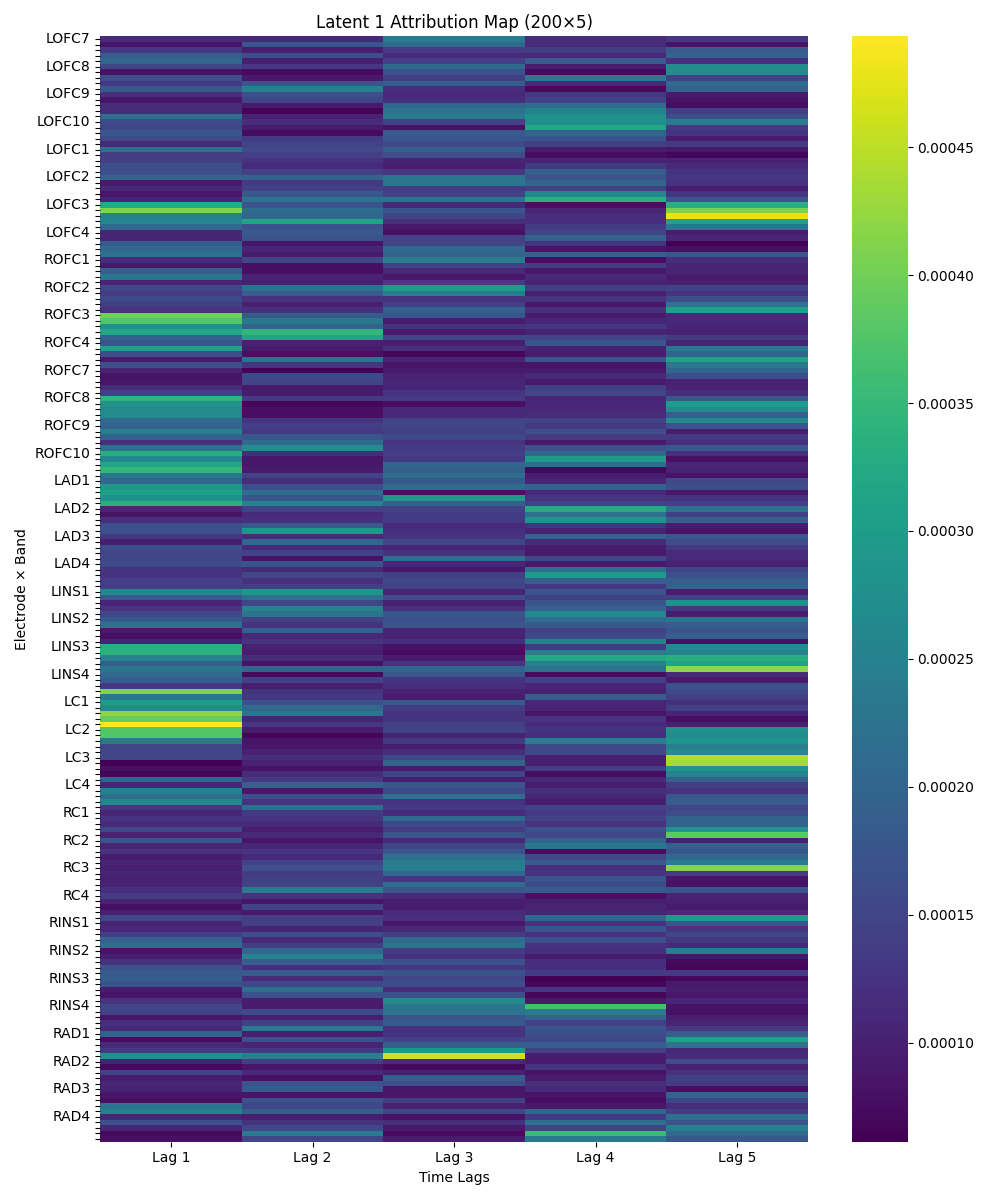 Latent 1 Attribution Map (200×5)
LOFC7
LOFC8
LOFC9
LOFC10
LOFC1
LOFC2
LOFC3
LOFC4
ROFC1
ROFC2
ROFC3
ROFC4
ROFC7
ROFC8
ROFC9
ROFC10
LAD1
LAD2
LAD3
LAD4
LINS1
LINS2
LINS3
LINS4
LC1
LC2
LC3
LC4
RC1
RC2
RC3
RC4
RINS1
RINS2
RINS3
RINS4
RAD1
RAD2
RAD3
RAD4
Electrode × Band
Lag 1 Lag 2 Lag 3 Lag 4 Lag 5
Time Lags
0.00045
0.00040
0.00035
0.00030
0.00025
0.00020
0.00015
0.00010